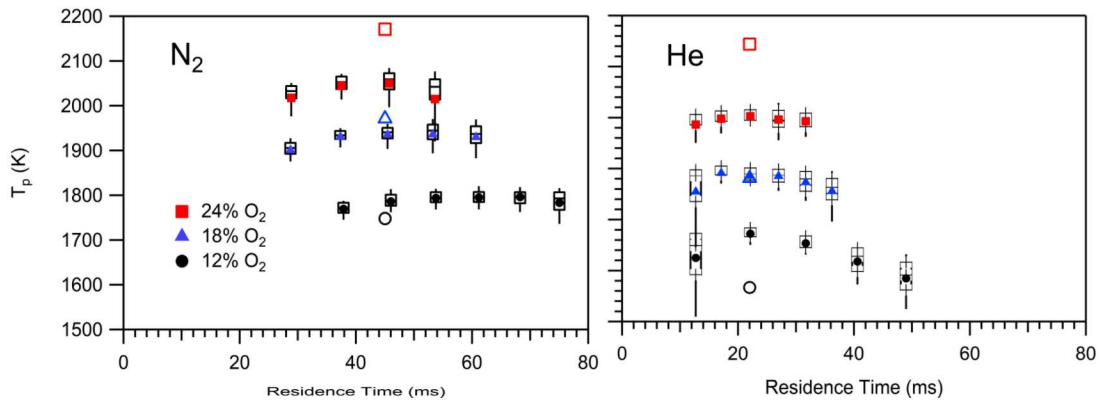 2200
2100
2000
1900
1800
1700
1600
1500
T_p (K)
N₂
24% O₂
18% O₂
12% O₂
0 20 40 60 80
Residence Time (ms)
He
0 20 40 60 80
Residence Time (ms)